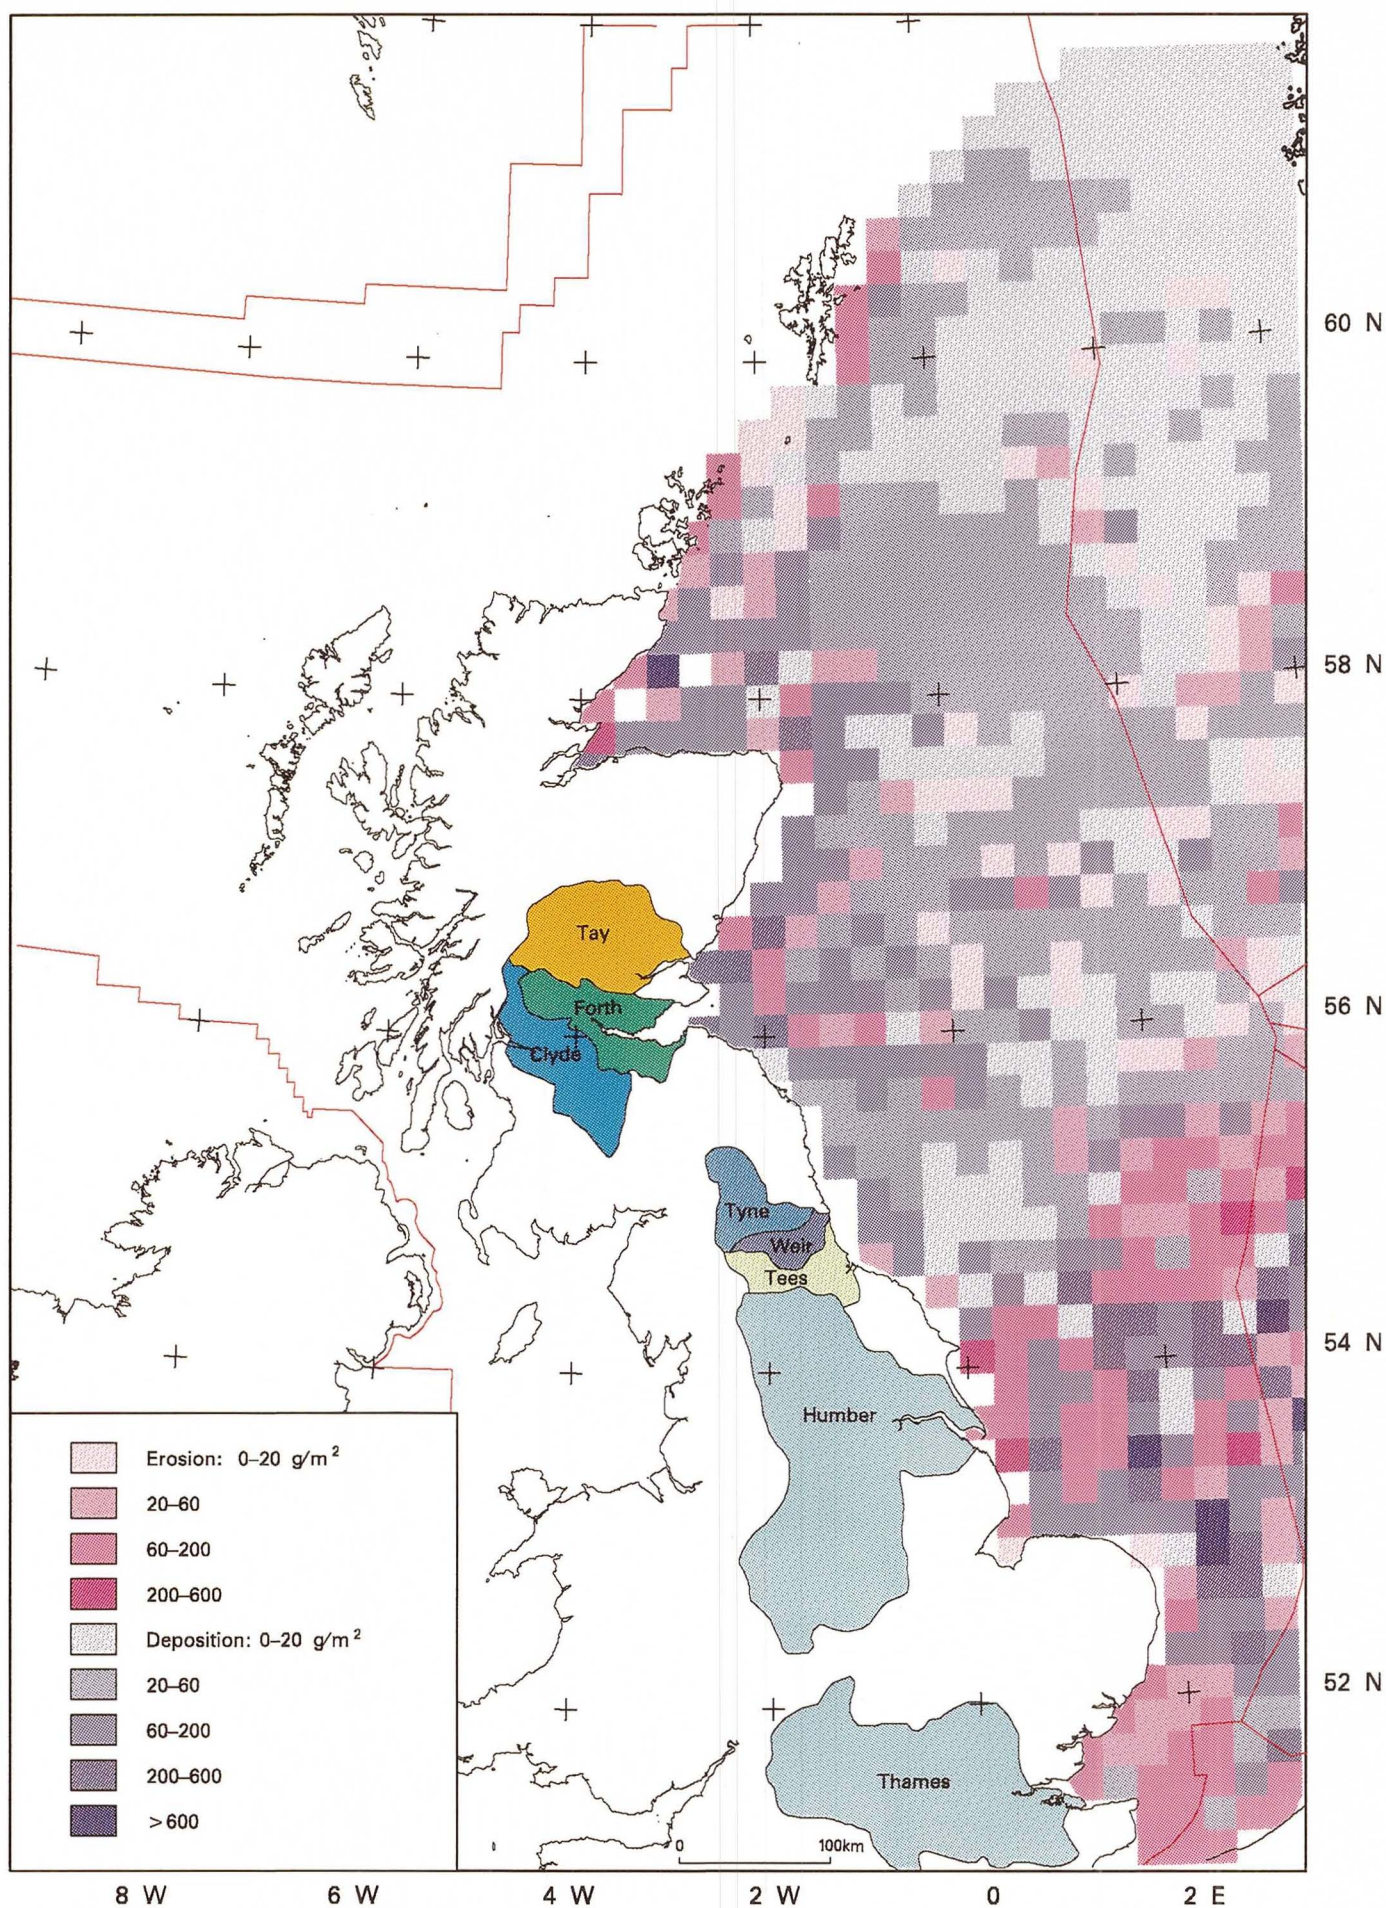 60 N
58 N
Tay
56 N
Forth
Clyde
Tyne
Weir
Tees
54 N
Humber
Erosion: 0–20 g/m²
20–60
60–200
200–600
Deposition: 0–20 g/m²
20–60
60–200
200–600
>600
52 N
Thames
0 100km
8 W 6 W 4 W 2 W 0 2 E